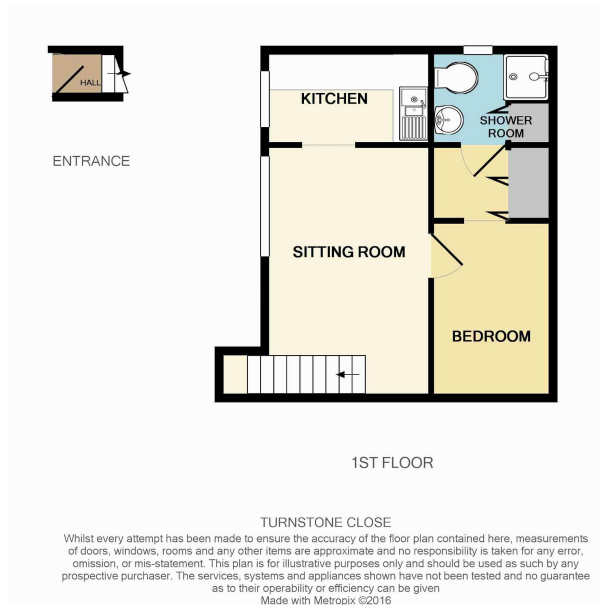 HALL
ENTRANCE
KITCHEN
SHOWER
ROOM
SITTING ROOM
BEDROOM
1ST FLOOR
TURNSTONE CLOSE
Whilst every attempt has been made to ensure the accuracy of the floor plan contained here, measurements
of doors, windows, rooms and any other items are approximate and no responsibility is taken for any error,
omission, or mis-statement. This plan is for illustrative purposes only and should be used as such by any
prospective purchaser. The services, systems and appliances shown have not been tested and no guarantee
as to their operability or efficiency can be given
Made with Metropix ©2016